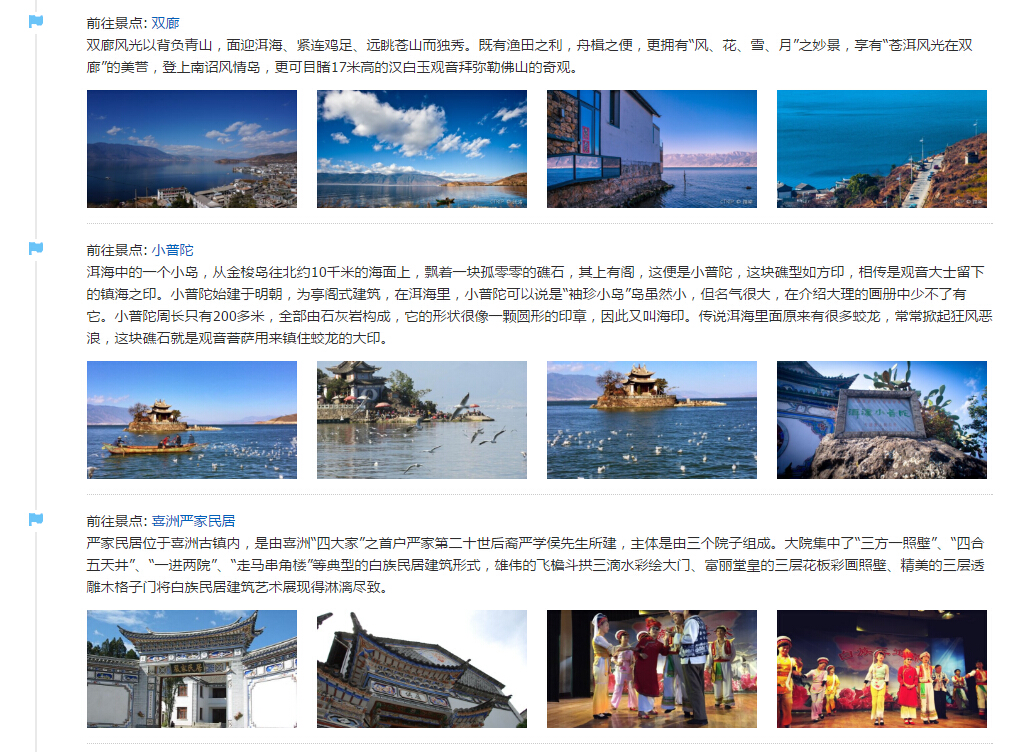 前往景点: 双廊
双廊风光以背负青山，面迎洱海、紧连鸡足、远眺苍山而独秀。既有渔田之利，舟楫之便，更拥有“风、花、雪、月”之妙景，享有“苍洱风光在双
廊”的美誉，登上南诏风情岛，更可目睹17米高的汉白玉观音拜弥勒佛山的奇观。
前往景点: 小普陀
洱海中的一个小岛，从金梭岛往北约10千米的海面上，飘着一块孤零零的礁石，其上有阁，这便是小普陀，这块礁型如方印，相传是观音大士留下
的镇海之印。小普陀始建于明朝，为亭阁式建筑，在洱海里，小普陀可以说是“袖珍小岛”岛虽然小，但名气很大，在介绍大理的画册中少不了有
它。小普陀周长只有200多米，全部由石灰岩构成，它的形状很像一颗圆形的印章，因此又叫海印。传说洱海里面原来有很多蛟龙，常常掀起狂风恶
浪，这块礁石就是观音菩萨用来镇住蛟龙的大印。
前往景点: 喜洲严家民居
严家民居位于喜洲古镇内，是由喜洲“四大家”之首户严家第二十世后裔严学侯先生所建，主体是由三个院子组成。大院集中了“三方一照壁”、“四合
五天井”、“一进两院”、“走马串角楼”等典型的白族民居建筑形式，雄伟的飞檐斗拱三滴水彩绘大门、富丽堂皇的三层花板彩画照壁、精美的三层透
雕木格子门将白族民居建筑艺术展现得淋漓尽致。